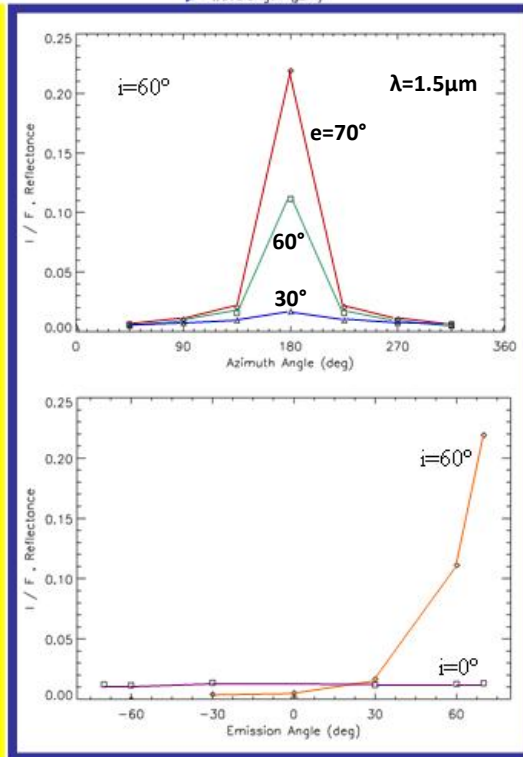 0.25
i=60°
λ=1.5μm
0.20
e=70°
0.15
I / F , Reflectance
0.10
60°
0.05
30°
0.00
0 90 180 270 360
Azimuth Angle (deg)
0.25
0.20
i=60°
0.15
I / F , Reflectance
0.10
0.05
i=0°
0.00
−60 −30 0 30 60
Emission Angle (deg)